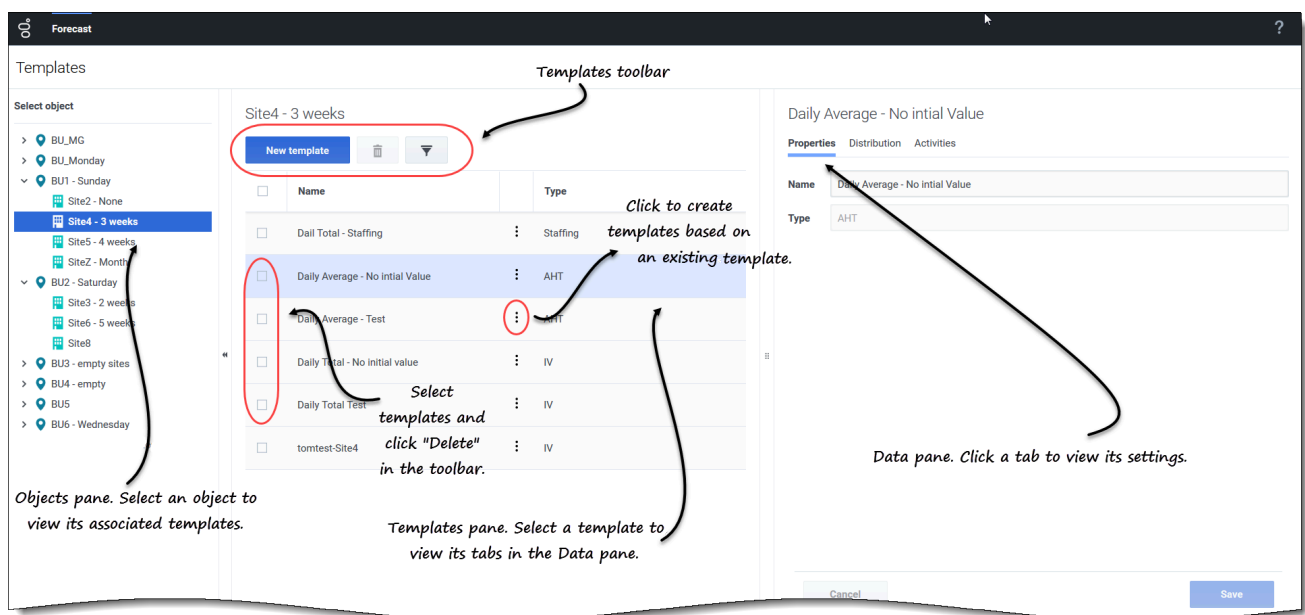 Forecast
?
Templates
Templates toolbar
Select object
BU_MG
BU_Monday
BU1 - Sunday
Site2 - None
Site4 - 3 weeks
Site5 - 4 weeks
SiteZ - Month
BU2 - Saturday
Site3 - 2 weeks
Site6 - 5 weeks
Site8
BU3 - empty sites
BU4 - empty
BU5
BU6 - Wednesday
Objects pane. Select an object to
view its associated templates.
Site4 - 3 weeks
New template
Name Type
Dail Total - Staffing Staffing
Daily Average - No intial Value AHT
Daily Average - Test AHT
Daily Total - No initial value IV
Daily Total Test IV
tomtest-Site4 IV
Click to create
templates based on
an existing template.
Select
templates and
click "Delete"
in the toolbar.
Templates pane. Select a template to
view its tabs in the Data pane.
Daily Average - No intial Value
Properties Distribution Activities
Name Daily Average - No intial Value
Type AHT
Data pane. Click a tab to view its settings.
Cancel Save